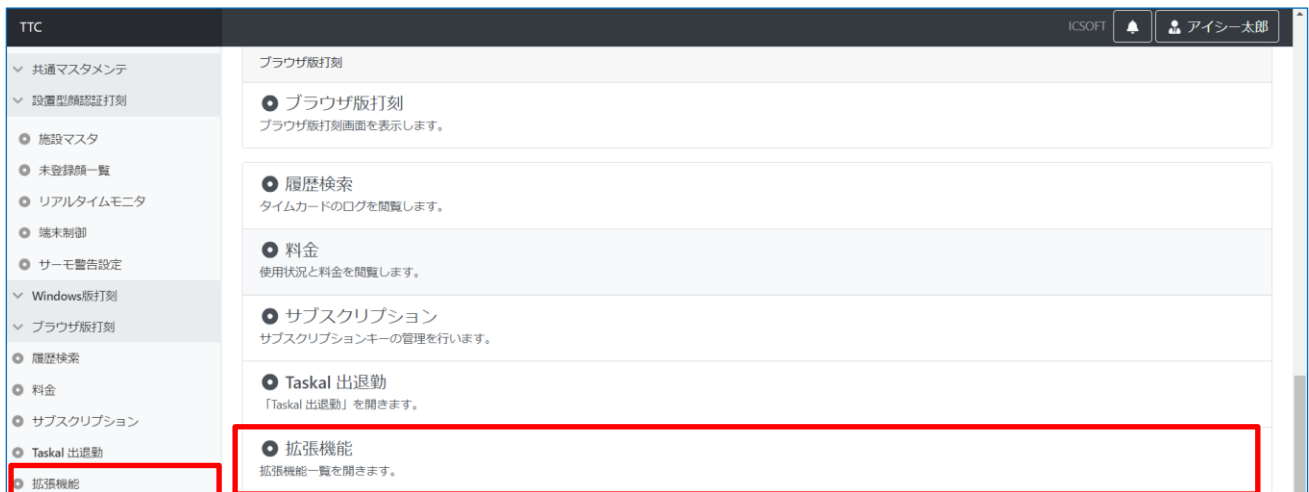 TTC
ICSOFT
アイシー太郎
共通マスタメンテ
設置型顔認証打刻
施設マスタ
未登録顔一覧
リアルタイムモニタ
端末制御
サーモ警告設定
Windows版打刻
ブラウザ版打刻
履歴検索
料金
サブスクリプション
Taskal 出退勤
拡張機能
ブラウザ版打刻
ブラウザ版打刻
ブラウザ版打刻画面を表示します。
履歴検索
タイムカードのログを閲覧します。
料金
使用状況と料金を閲覧します。
サブスクリプション
サブスクリプションキーの管理を行います。
Taskal 出退勤
「Taskal 出退勤」を開きます。
拡張機能
拡張機能一覧を開きます。